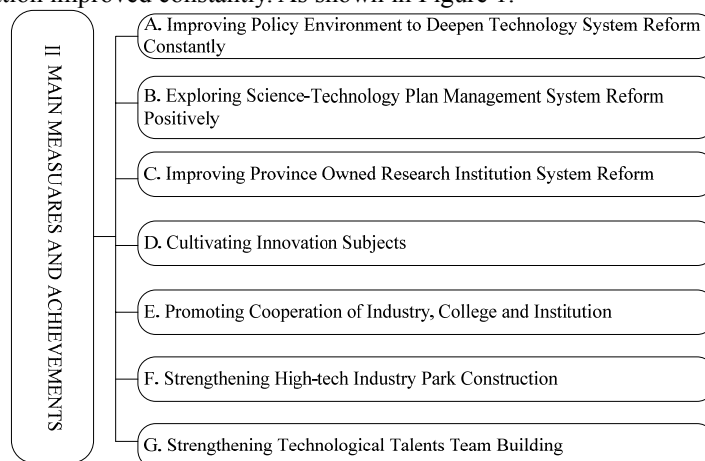 improved constantly. As shown in Figure 1.
II MAIN MEASUARES AND ACHIEVEMENTS
A. Improving Policy Environment to Deepen Technology System Reform
Constantly
B. Exploring Science-Technology Plan Management System Reform
Positively
C. Improving Province Owned Research Institution System Reform
D. Cultivating Innovation Subjects
E. Promoting Cooperation of Industry, College and Institution
F. Strengthening High-tech Industry Park Construction
G. Strengthening Technological Talents Team Building